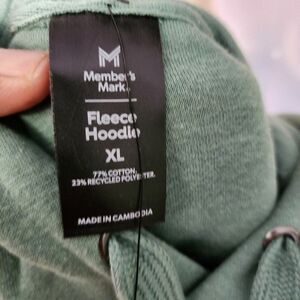 M
Member's
Mark.
Fleece
Hoodie
XL
77% COTTON,
23% RECYCLED POLYESTER.
MADE IN CAMBODIA